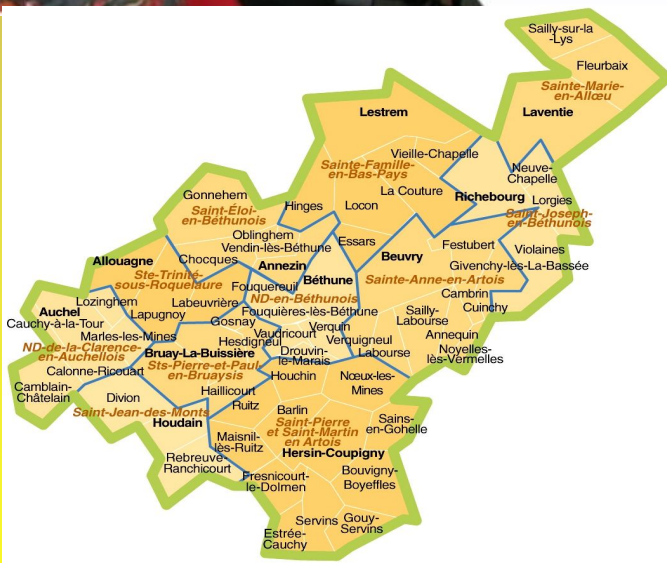 Sailly-sur-la
-Lys
Fleurbaix
Sainte-Marie-
en-Allœu
Laventie
Lestrem
Vieille-Chapelle
Sainte-Famille-
en-Bas-Pays
Neuve-
Chapelle
La Couture
Richebourg
Lorgies
Gonnehem
Saint-Éloi-
en-Béthunois
Hinges
Locon
Saint-Joseph-
en-Béthunois
Oblinghem
Vendin-lès-Béthune
Essars
Festubert
Violaines
Beuvry
Allouagne
Chocques
Annezin
Givenchy-lès-La-Bassée
Ste-Trinité-
sous-Roquelaure
Fouquereuil
Béthune
Sainte-Anne-en-Artois
Cambrin
Lozinghem
Labeuvrière
ND-en-Béthunois
Cuinchy
Auchel
Lapugnoy
Fouquières-lès-Béthune
Sailly-
Labourse
Cauchy-à-la-Tour
Gosnay
Verquin
Annequin
Marles-les-Mines
Hesdigneul
Vaudricourt
Verquigneul
Noyelles-
lès-Vermelles
ND-de-la-Clarence-
en-Auchellois
Bruay-La-Buissière
Drouvin-
le-Marais
Labourse
Calonne-Ricouart
Sts-Pierre-et-Paul-
en-Bruaysis
Houchin
Nœux-les-
Mines
Camblain-
Châtelain
Divion
Haillicourt
Ruitz
Saint-Jean-des-Monts
Barlin
Saint-Pierre
et Saint-Martin
en Artois
Sains-
en-Gohelle
Houdain
Maisnil-
lès-Ruitz
Hersin-Coupigny
Rebreuve-
Ranchicourt
Bouvigny-
Boyeffles
Fresnicourt-
le-Dolmen
Servins
Gouy-
Servins
Estrée-
Cauchy